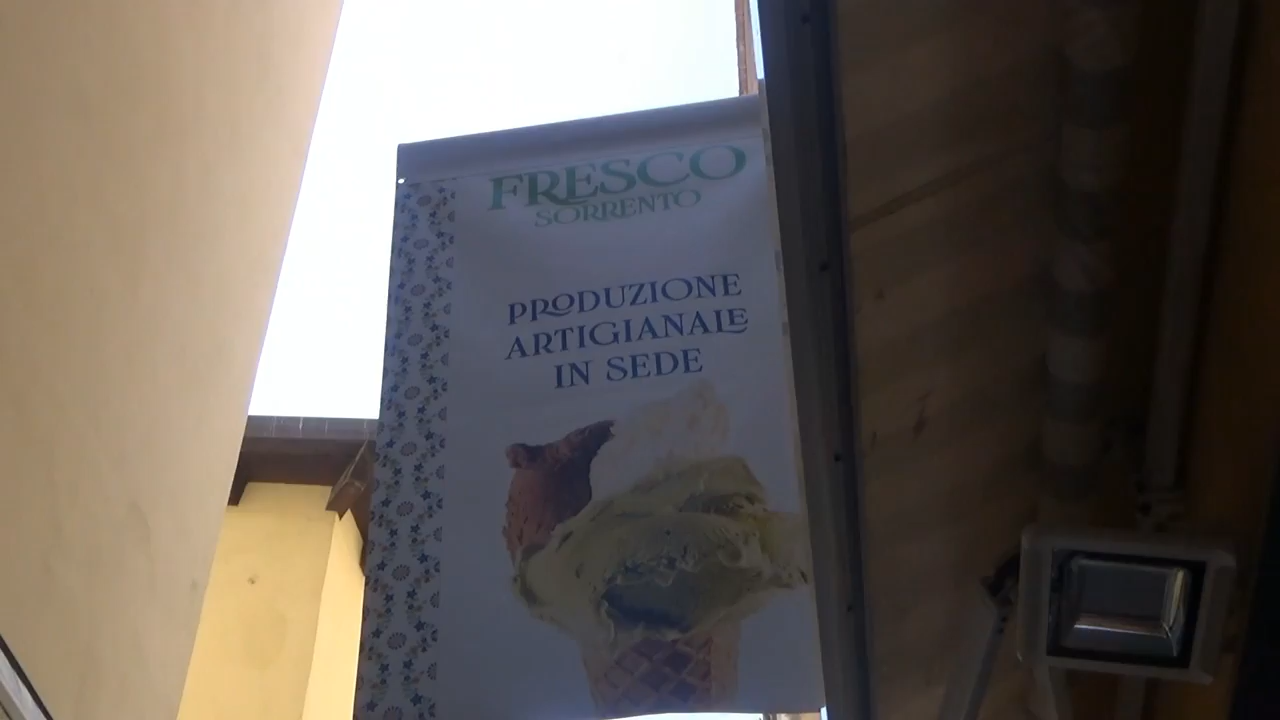 FRESCO
SORRENTO
PRODUZIONE
ARTIGIANALE
IN SEDE